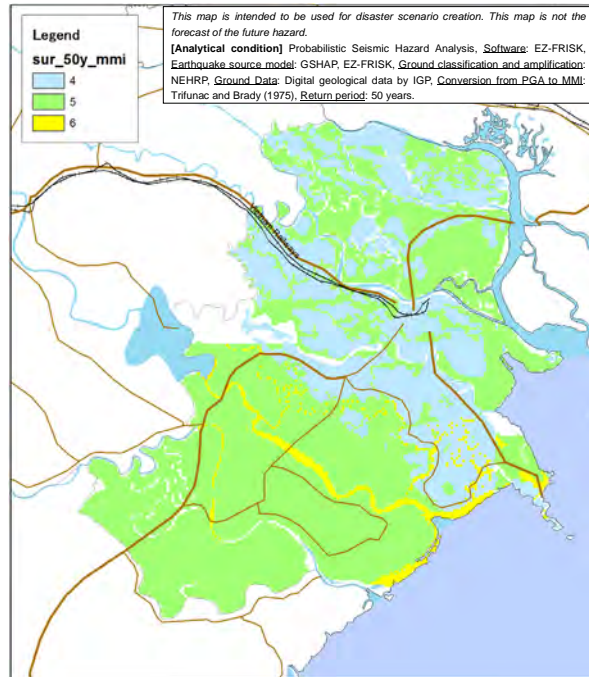 This map is intended to be used for disaster scenario creation. This map is not the
forecast of the future hazard.
[Analytical condition] Probabilistic Seismic Hazard Analysis, Software: EZ-FRISK,
Earthquake source model: GSHAP, EZ-FRISK, Ground classification and amplification:
NEHRP, Ground Data: Digital geological data by IGP, Conversion from PGA to MMI:
Trifunac and Brady (1975), Return period: 50 years.
Legend
sur_50y_mmi
4
5
6